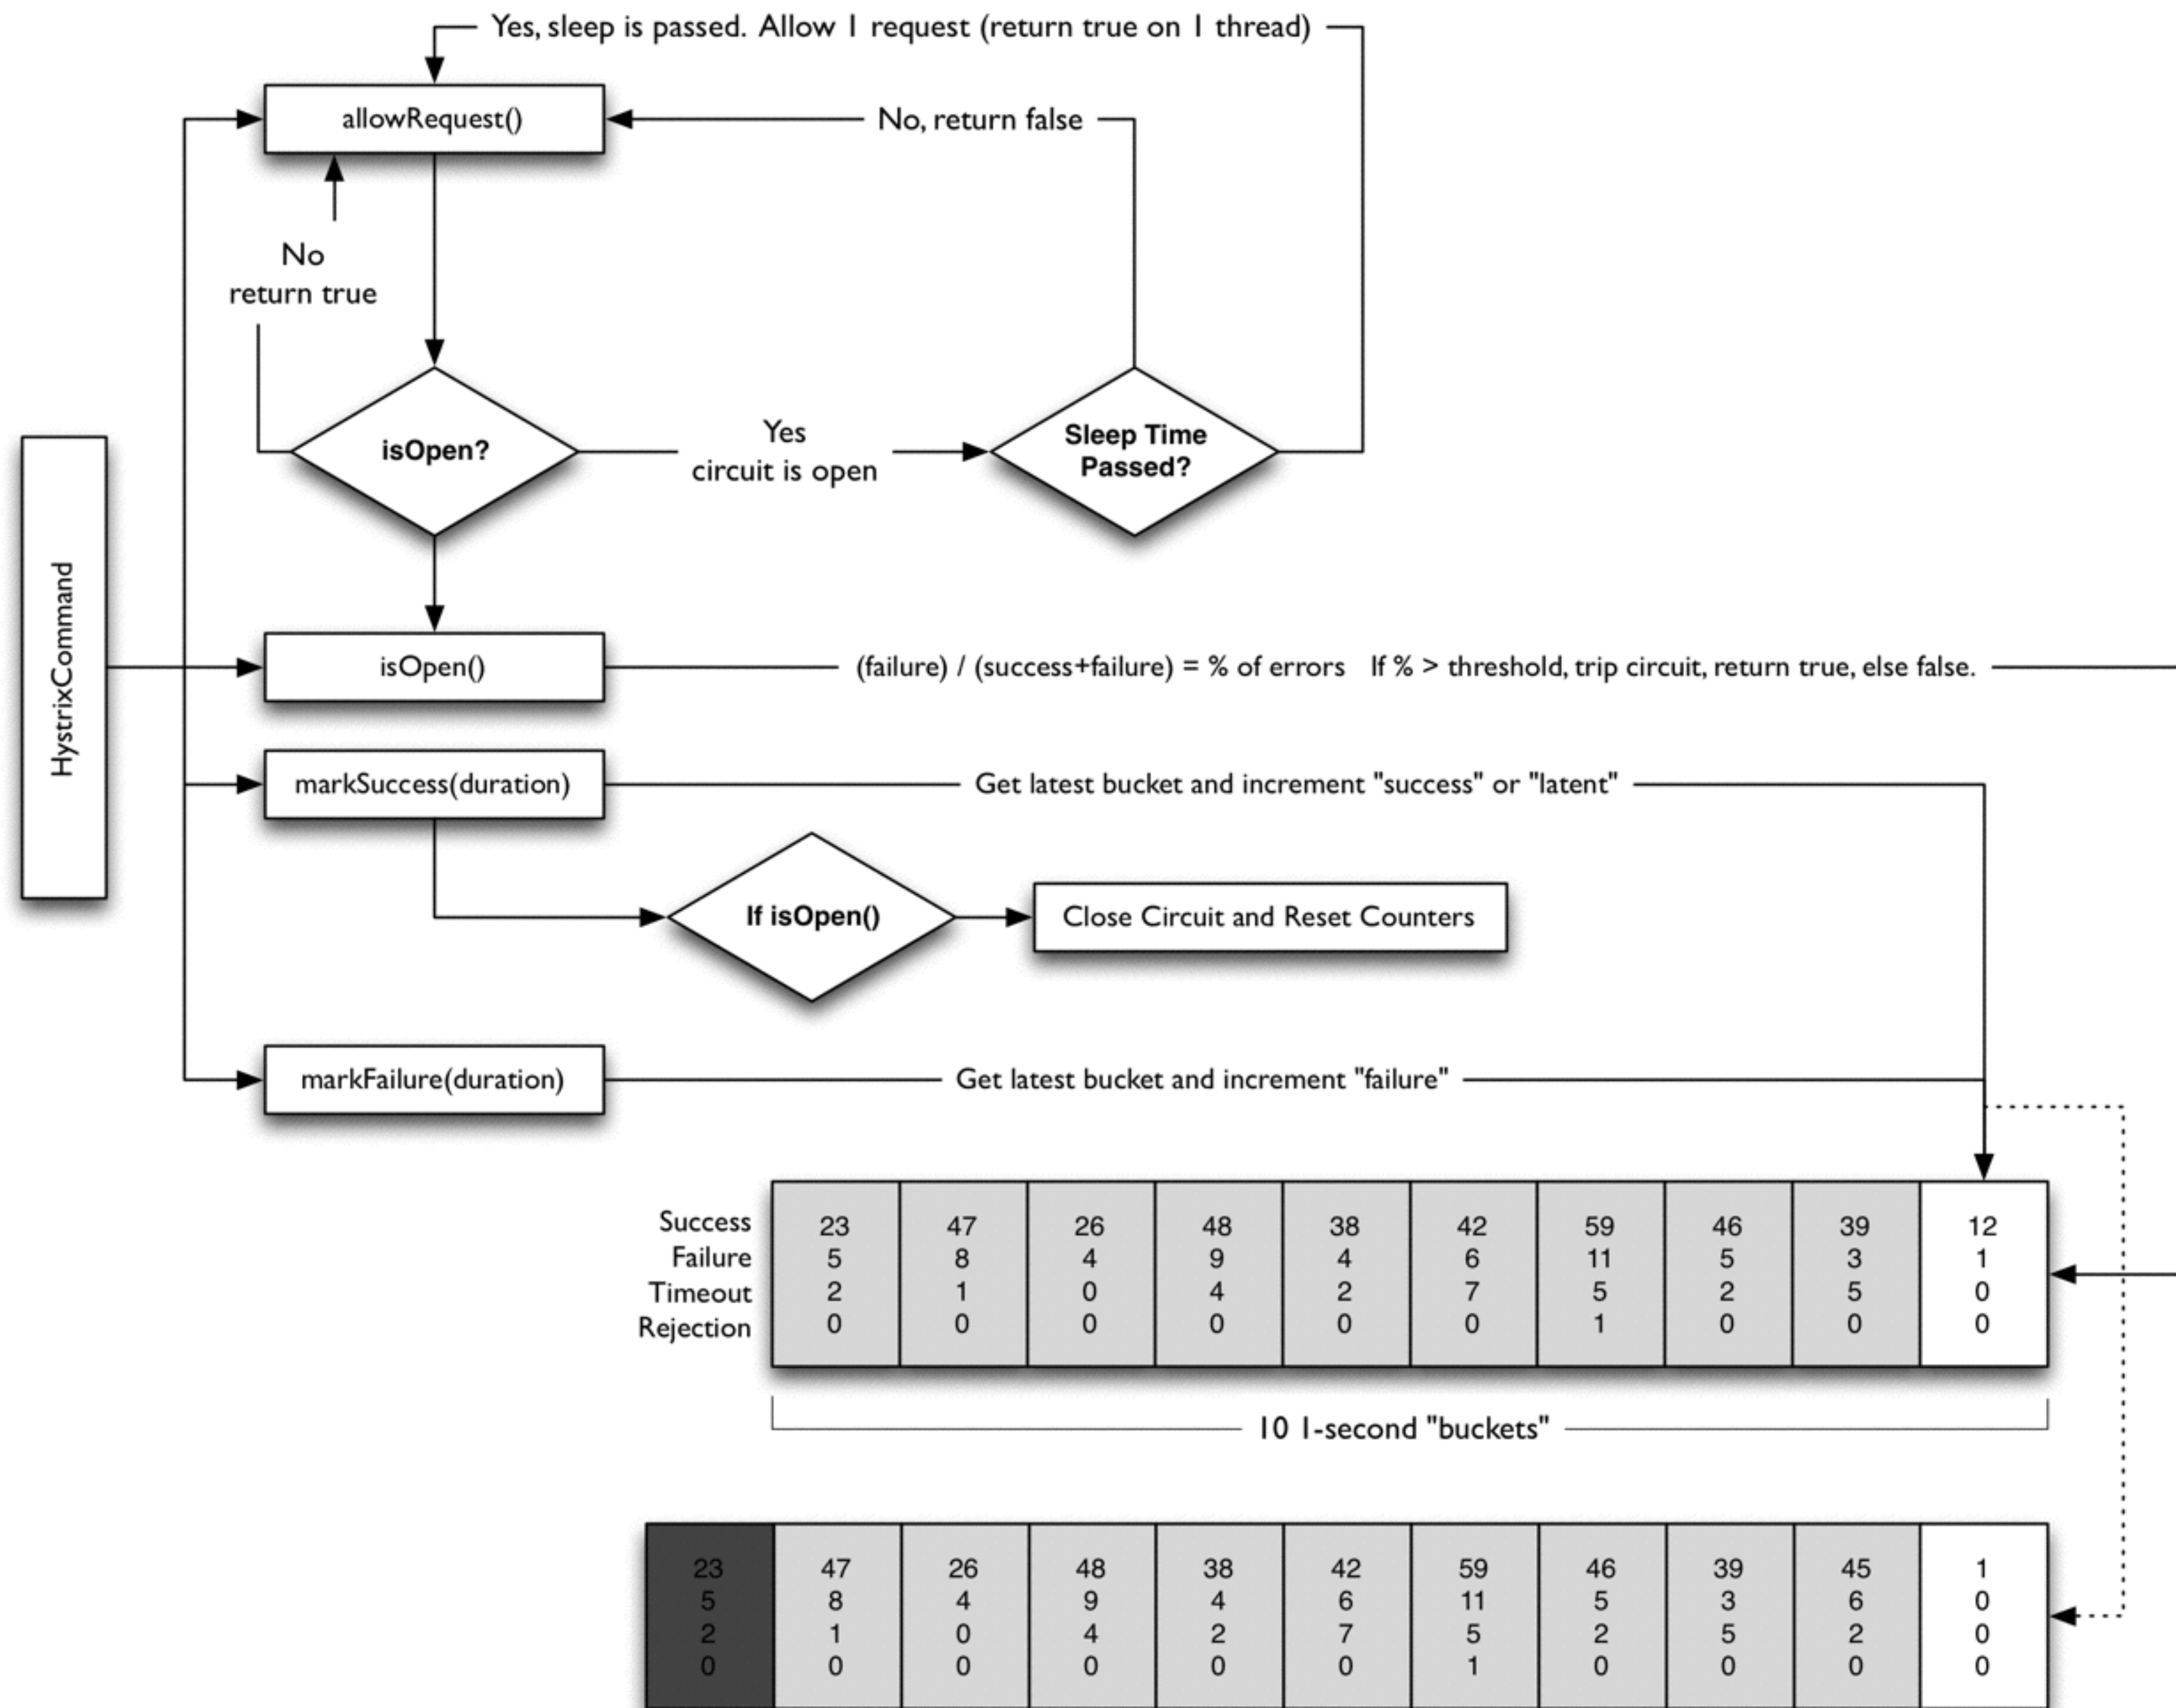 Yes, sleep is passed. Allow 1 request (return true on 1 thread)
allowRequest()
No, return false
No
return true
isOpen?
Yes
circuit is open
Sleep Time
Passed?
HystrixCommand
isOpen()
(failure) / (success+failure) = % of errors If % > threshold, trip circuit, return true, else false.
markSuccess(duration)
Get latest bucket and increment "success" or "latent"
If isOpen()
Close Circuit and Reset Counters
markFailure(duration)
Get latest bucket and increment "failure"
Success 23 47 26 48 38 42 59 46 39 12
Failure 5 8 4 9 4 6 11 5 3 1
Timeout 2 1 0 4 2 7 5 2 5 0
Rejection 0 0 0 0 0 0 1 0 0 0
10 1-second "buckets"
23 47 26 48 38 42 59 46 39 45 1
5 8 4 9 4 6 11 5 3 6 0
2 1 0 4 2 7 5 2 5 2 0
0 0 0 0 0 0 1 0 0 0 0